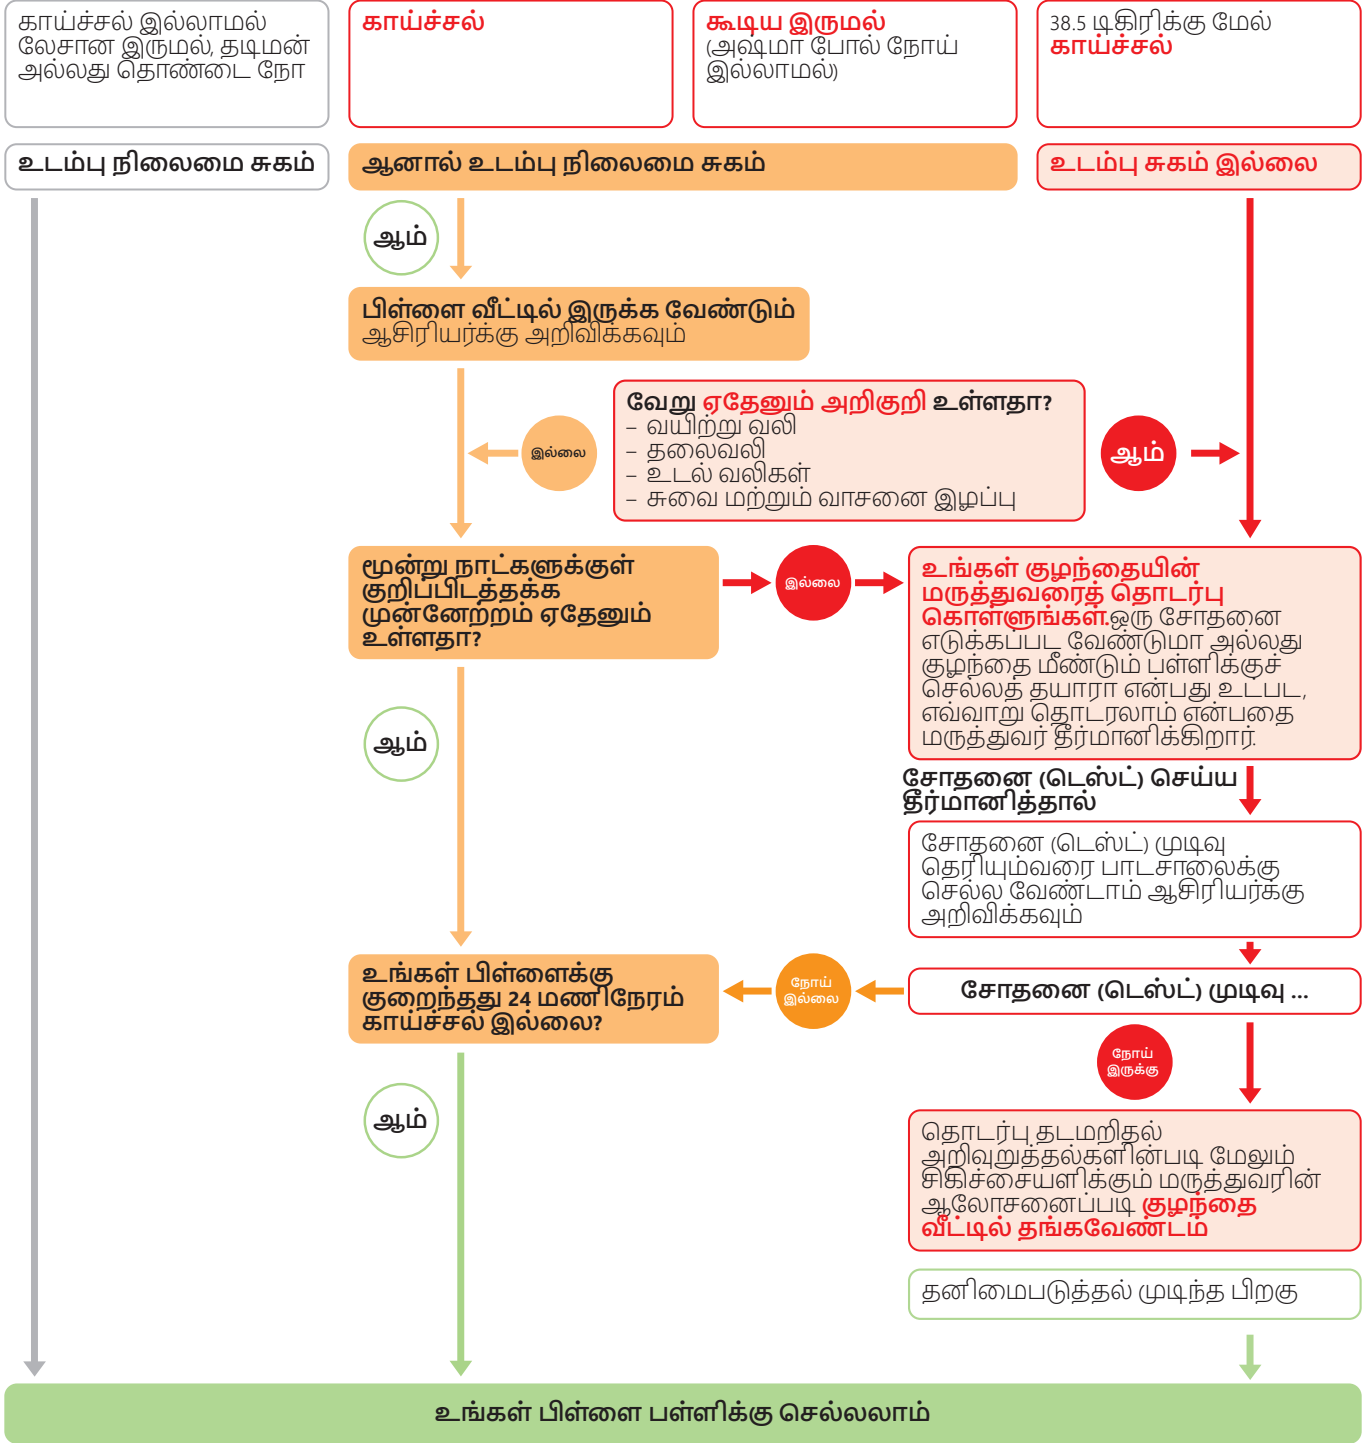 காய்ச்சல் இல்லாமல்
லேசான இருமல், தடிமன்
அல்லது தொண்டை நோ
காய்ச்சல்
கூடிய இருமல்
(அஷ்மா போல் நோய்
இல்லாமல்)
38.5 டிகிரிக்கு மேல்
காய்ச்சல்
உடம்பு நிலைமை சுகம்
ஆனால் உடம்பு நிலைமை சுகம்
உடம்பு சுகம் இல்லை
ஆம்
பிள்ளை வீட்டில் இருக்க வேண்டும்
ஆசிரியர்க்கு அறிவிக்கவும்
வேறு ஏதேனும் அறிகுறி உள்ளதா?
– வயிற்று வலி
– தலைவலி
– உடல் வலிகள்
– சுவை மற்றும் வாசனை இழப்பு
இல்லை
ஆம்
மூன்று நாட்களுக்குள்
குறிப்பிடத்தக்க
முன்னேற்றம் ஏதேனும்
உள்ளதா?
இல்லை
உங்கள் குழந்தையின்
மருத்துவரைத் தொடர்பு
கொள்ளுங்கள்.ஒரு சோதனை
எடுக்கப்பட வேண்டுமா அல்லது
குழந்தை மீண்டும் பள்ளிக்குச்
செல்லத் தயாரா என்பது உட்பட,
எவ்வாறு தொடரலாம் என்பதை
மருத்துவர் தீர்மானிக்கிறார்.
ஆம்
சோதனை (டெஸ்ட்) செய்ய
தீர்மானித்தால்
சோதனை (டெஸ்ட்) முடிவு
தெரியும்வரை பாடசாலைக்கு
செல்ல வேண்டாம் ஆசிரியர்க்கு
அறிவிக்கவும்
உங்கள் பிள்ளைக்கு
குறைந்தது 24 மணிநேரம்
காய்ச்சல் இல்லை?
நோய்
இல்லை
சோதனை (டெஸ்ட்) முடிவு ...
நோய்
இருக்கு
ஆம்
தொடர்பு தடமறிதல்
அறிவுறுத்தல்களின்படி மேலும்
சிகிச்சையளிக்கும் மருத்துவரின்
ஆலோசனைப்படி குழந்தை
வீட்டில் தங்கவேண்டம்
தனிமைபடுத்தல் முடிந்த பிறகு
உங்கள் பிள்ளை பள்ளிக்கு செல்லலாம்